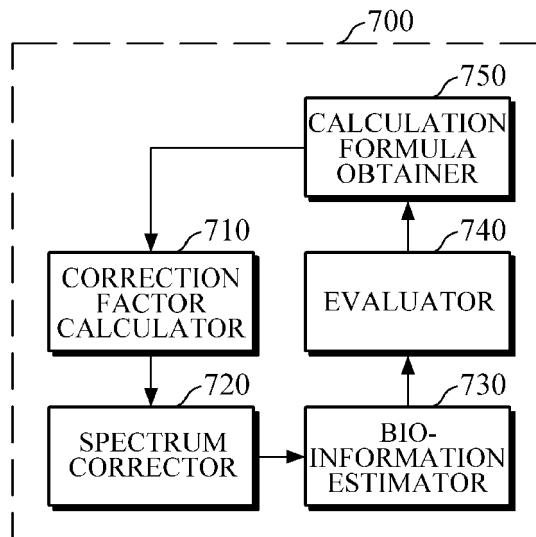 700
750
CALCULATION
FORMULA
OBTAINER
710
CORRECTION
FACTOR
CALCULATOR
740
EVALUATOR
720
SPECTRUM
CORRECTOR
730
BIO-
INFORMATION
ESTIMATOR